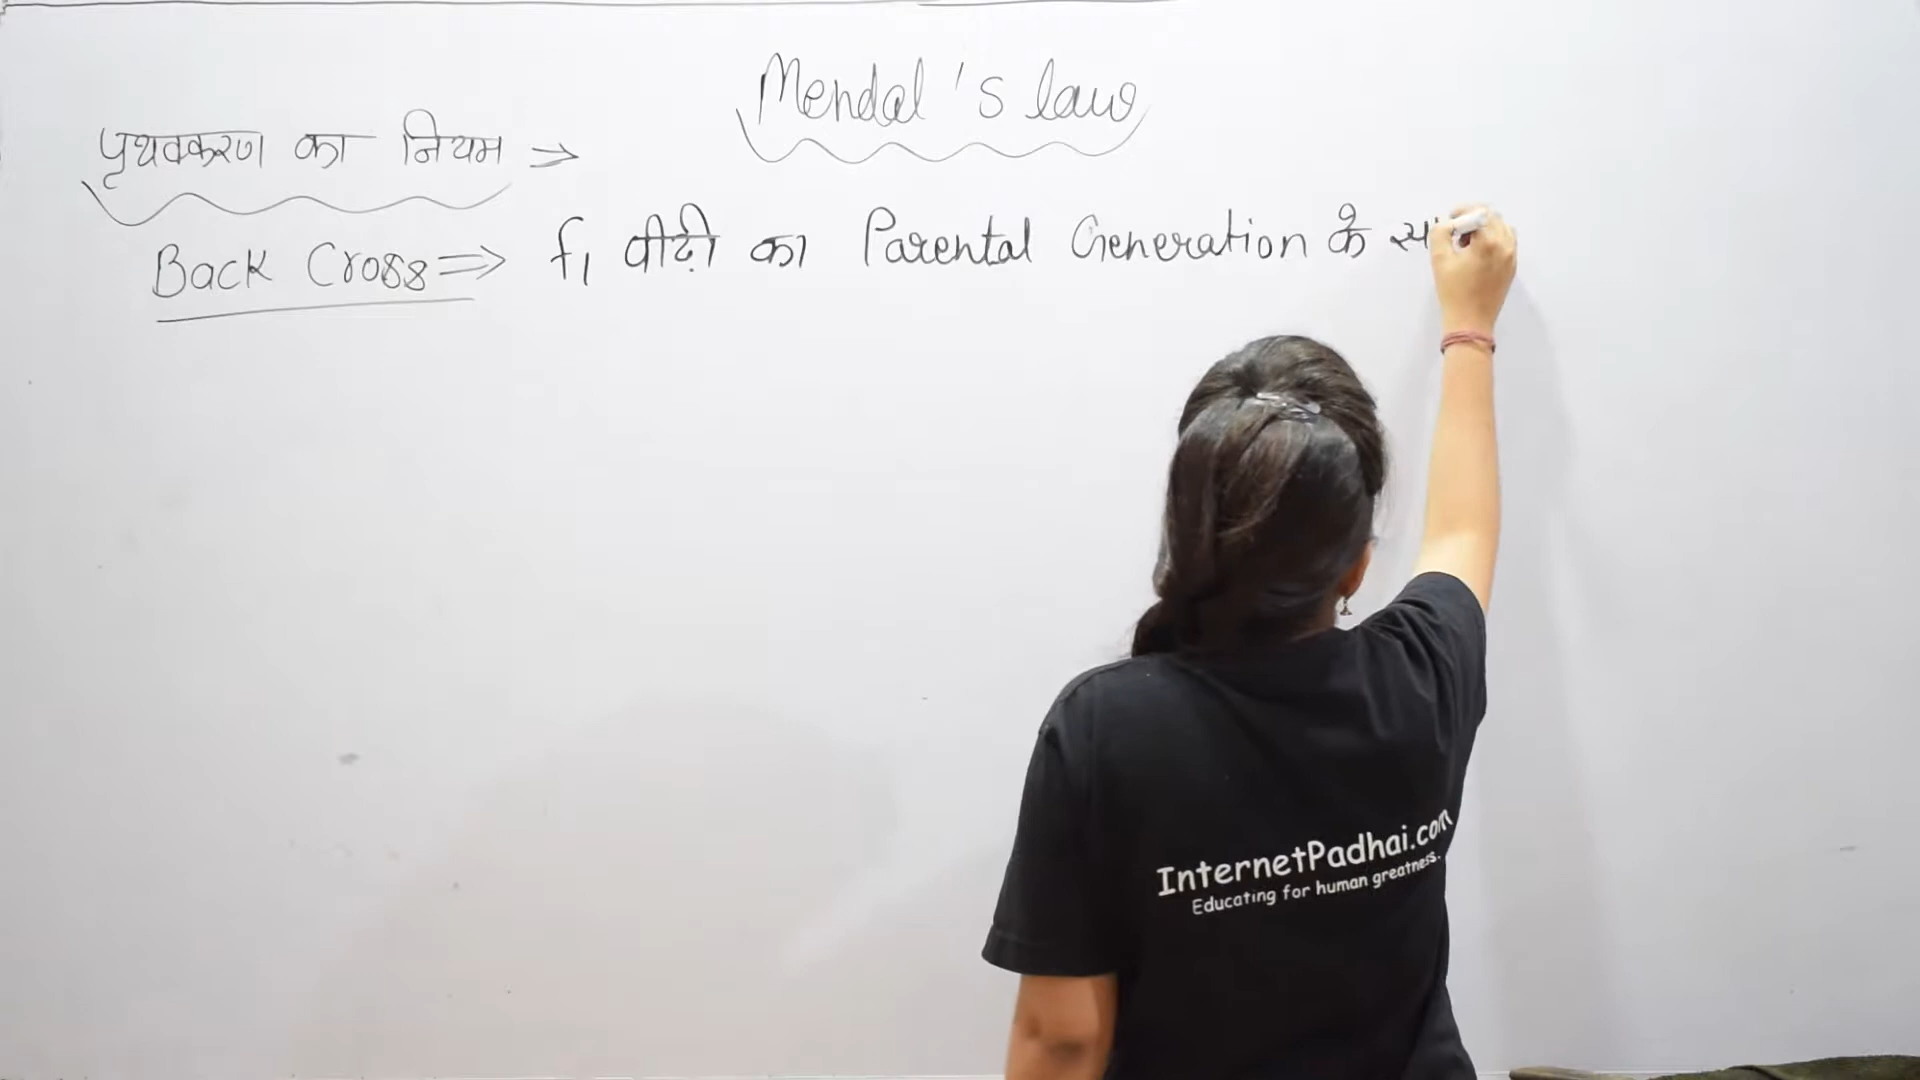 Mendal's law
पृथक्करण का नियम ⇒
Back Cross ⇒ f1 पीढ़ी का Parental Generation के
InternetPadhai.com
Educating for human greatness.